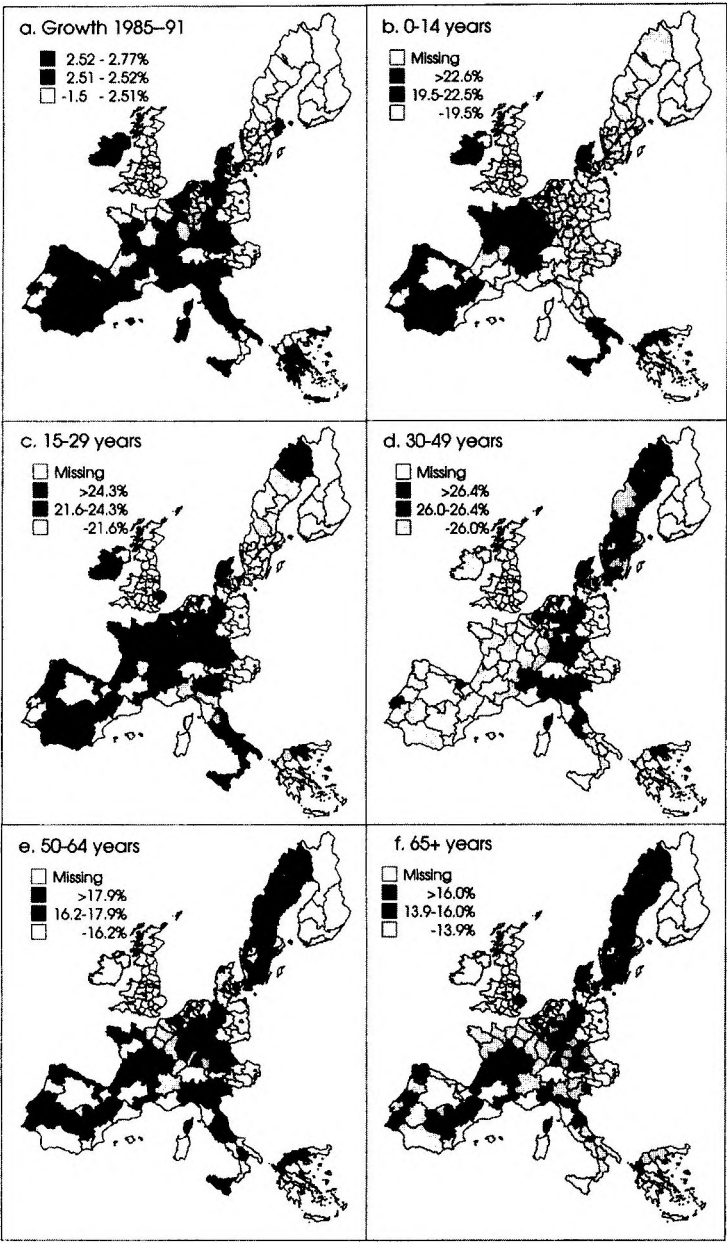 a. Growth 1985–91
2.52 - 2.77%
2.51 - 2.52%
-1.5 - 2.51%
b. 0-14 years
Missing
>22.6%
19.5-22.5%
-19.5%
c. 15-29 years
Missing
>24.3%
21.6-24.3%
-21.6%
d. 30-49 years
Missing
>26.4%
26.0-26.4%
-26.0%
e. 50-64 years
Missing
>17.9%
16.2-17.9%
-16.2%
f. 65+ years
Missing
>16.0%
13.9-16.0%
-13.9%